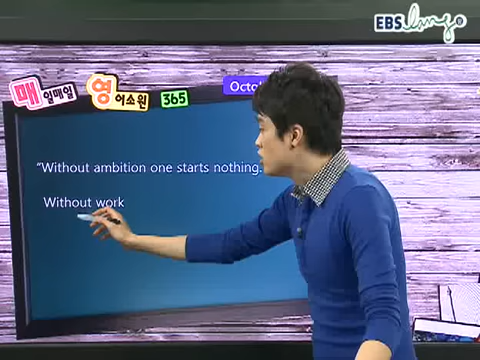 EBS lang e
매일매일 영어소원 365
Octo
“Without ambition one starts nothing.
Without work